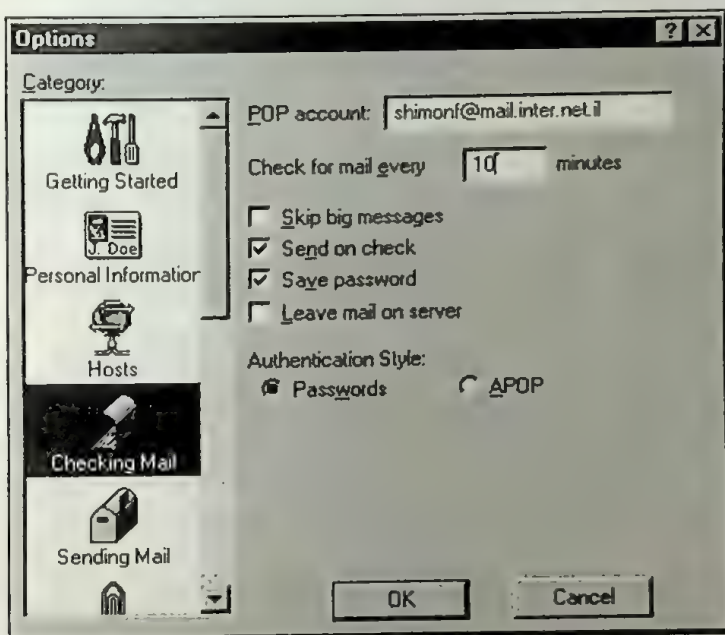 Options
Category:
Getting Started
J. Doe
Personal Information
Hosts
Checking Mail
Sending Mail
POP account: shimonf@mail.inter.net.il
Check for mail every 10 minutes
Skip big messages
Send on check
Save password
Leave mail on server
Authentication Style:
Passwords APOP
OK Cancel